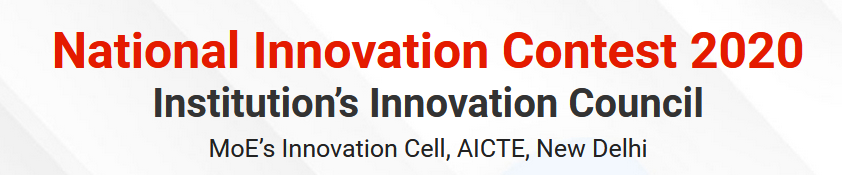 National Innovation Contest 2020
Institution’s Innovation Council
MoE’s Innovation Cell, AICTE, New Delhi